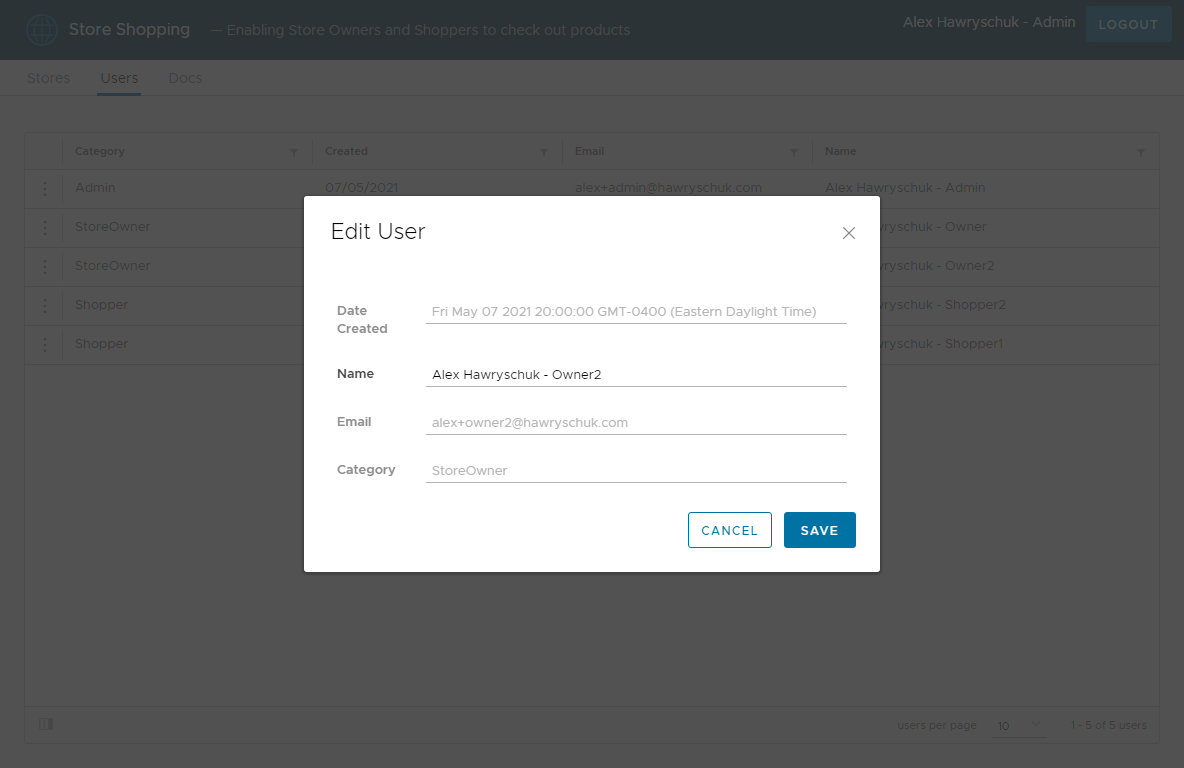 Store Shopping — Enabling Store Owners and Shoppers to check out products Alex Hawryschuk - Admin LOGOUT
Stores Users Docs
Category Created Email Name
Admin 07/05/2021 alex+admin@hawryschuk.com Alex Hawryschuk - Admin
StoreOwner ryschuk - Owner
StoreOwner ryschuk - Owner2
Shopper ryschuk - Shopper2
Shopper ryschuk - Shopper1
Edit User
Date
Created
Fri May 07 2021 20:00:00 GMT-0400 (Eastern Daylight Time)
Name Alex Hawryschuk - Owner2
Email alex+owner2@hawryschuk.com
Category StoreOwner
CANCEL SAVE
users per page 10 1 - 5 of 5 users